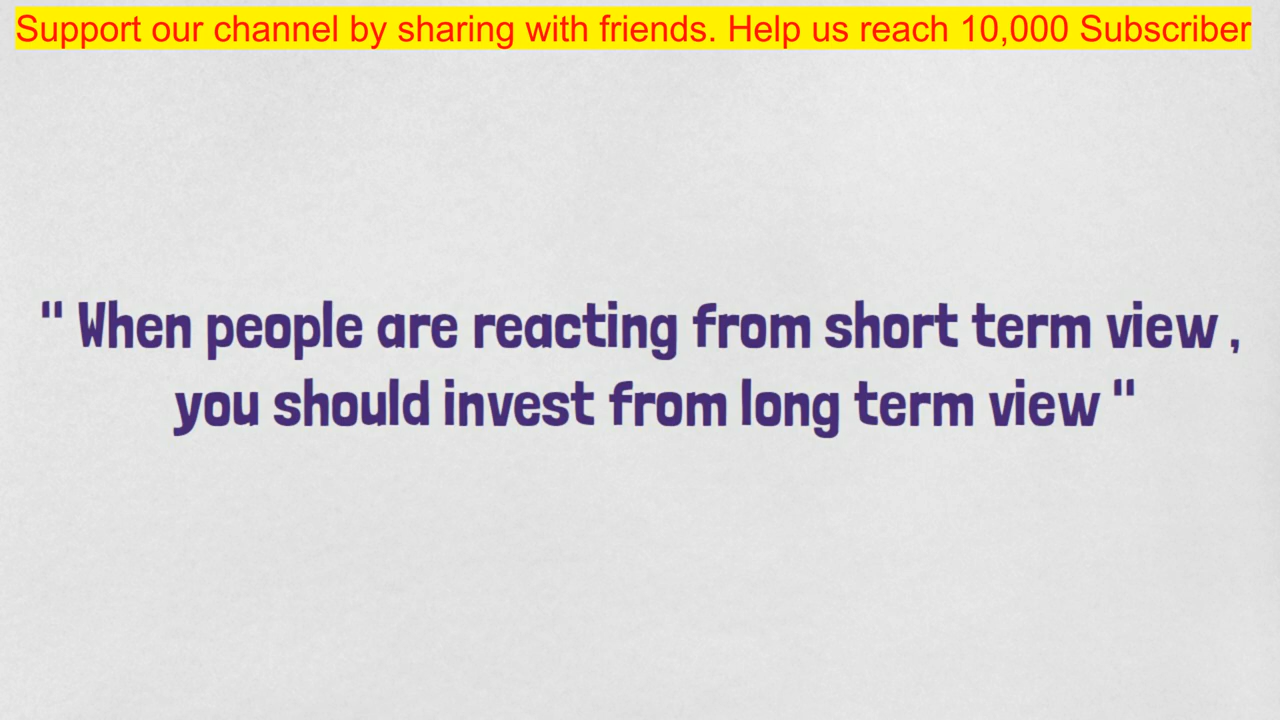 Support our channel by sharing with friends. Help us reach 10,000 Subscriber
" When people are reacting from short term view ,
you should invest from long term view "